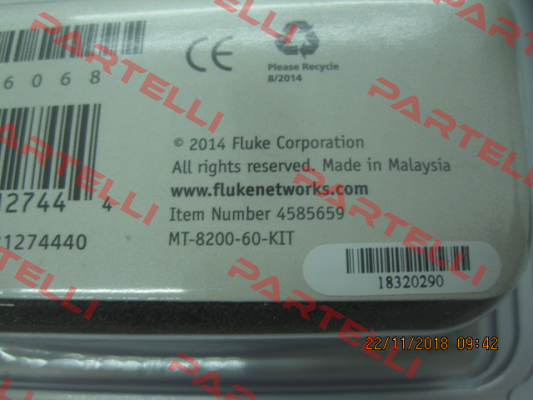 6068
CE
Please Recycle
8/2014
© 2014 Fluke Corporation
All rights reserved. Made in Malaysia
www.flukenetworks.com
Item Number 4585659
MT-8200-60-KIT
12744 4
1274440
18320290
22/11/2018 09:42
PARTELLI
PARTELLI
PARTELLI
PARTELLI
PARTELLI
PARTELLI